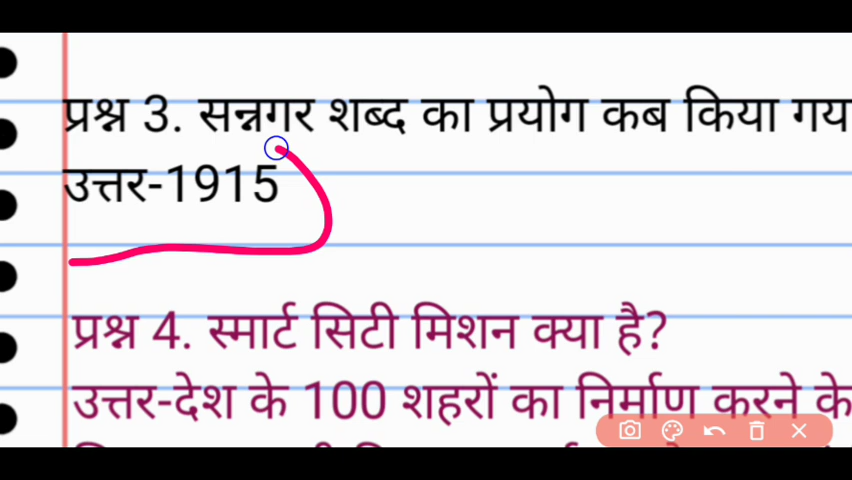 प्रश्न 3. सन्नगर शब्द का प्रयोग कब किया गय
उत्तर-1915
प्रश्न 4. स्मार्ट सिटी मिशन क्या है?
उत्तर-देश के 100 शहरों का निर्माण करने के